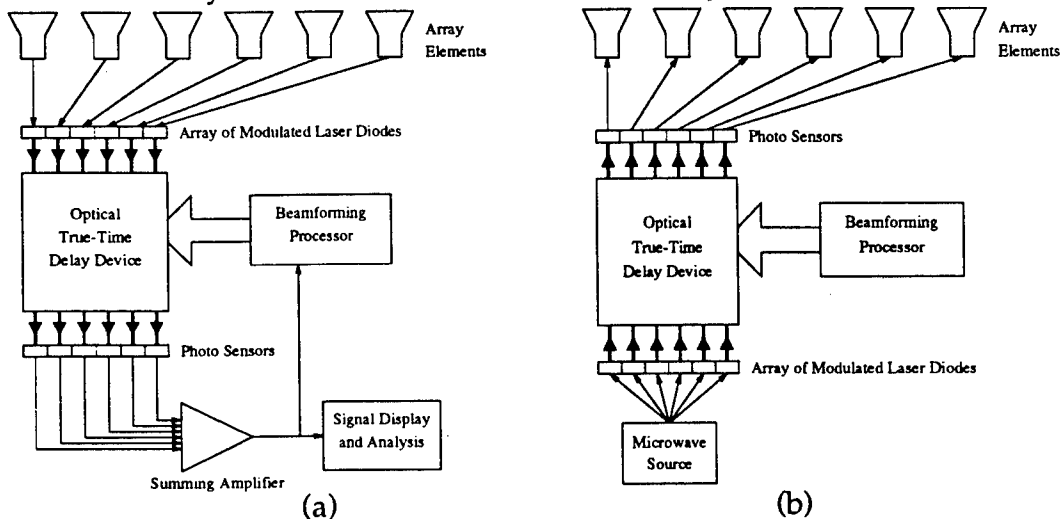 Array
Elements
Array of Modulated Laser Diodes
Optical
True-Time
Delay Device
Beamforming
Processor
Photo Sensors
Signal Display
and Analysis
Summing Amplifier
(a)
Array
Elements
Photo Sensors
Optical
True-Time
Delay Device
Beamforming
Processor
Array of Modulated Laser Diodes
Microwave
Source
(b)